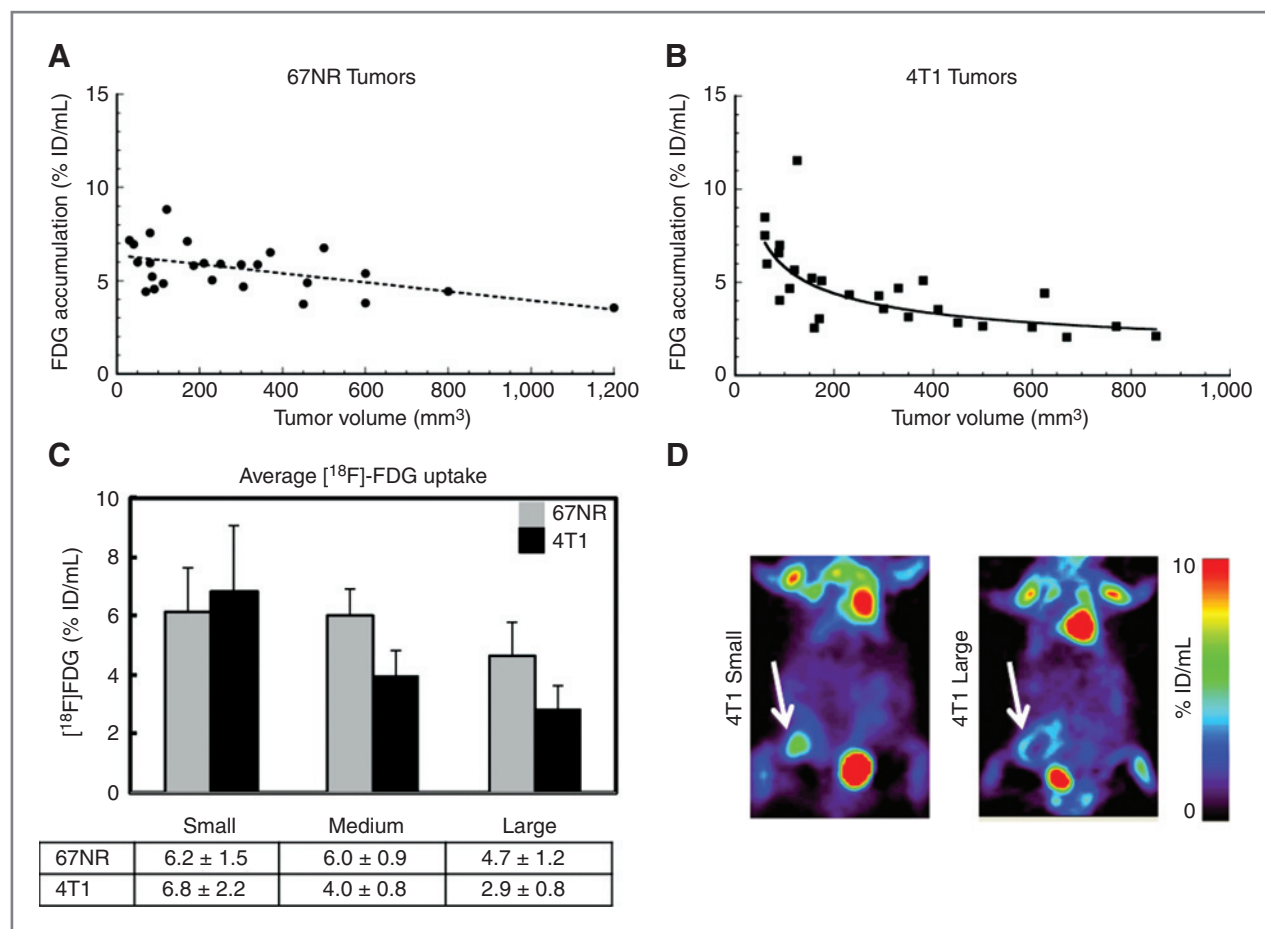 A
67NR Tumors
FDG accumulation (% ID/mL)
15
10
5
0
0 200 400 600 800 1,000 1,200
Tumor volume (mm³)
B
4T1 Tumors
FDG accumulation (% ID/mL)
15
10
5
0
0 200 400 600 800 1,000
Tumor volume (mm³)
C
Average [¹⁸F]-FDG uptake
[¹⁸F]FDG (% ID/mL)
10
8
6
4
2
0
67NR
4T1
Small Medium Large
67NR 6.2 ± 1.5 6.0 ± 0.9 4.7 ± 1.2
4T1 6.8 ± 2.2 4.0 ± 0.8 2.9 ± 0.8
D
4T1 Small
4T1 Large
10
% ID/mL
0